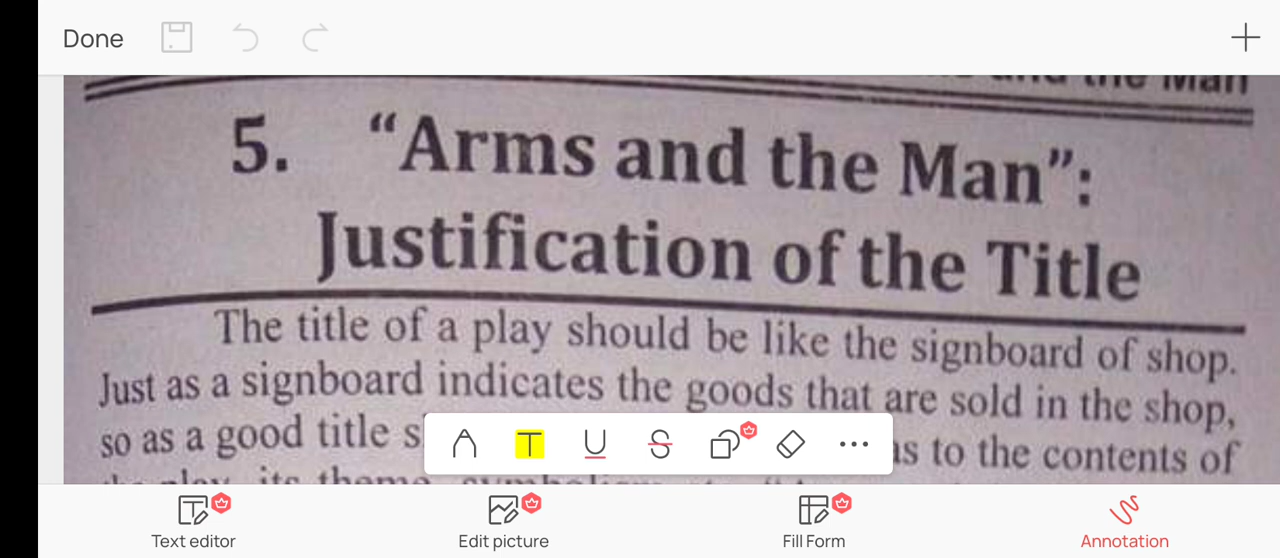 Done
and the Man
5. "Arms and the Man":
Justification of the Title
The title of a play should be like the signboard of shop.
Just as a signboard indicates the goods that are sold in the shop,
so as a good title
as to the contents of
its theme
Text editor
Edit picture
Fill Form
Annotation